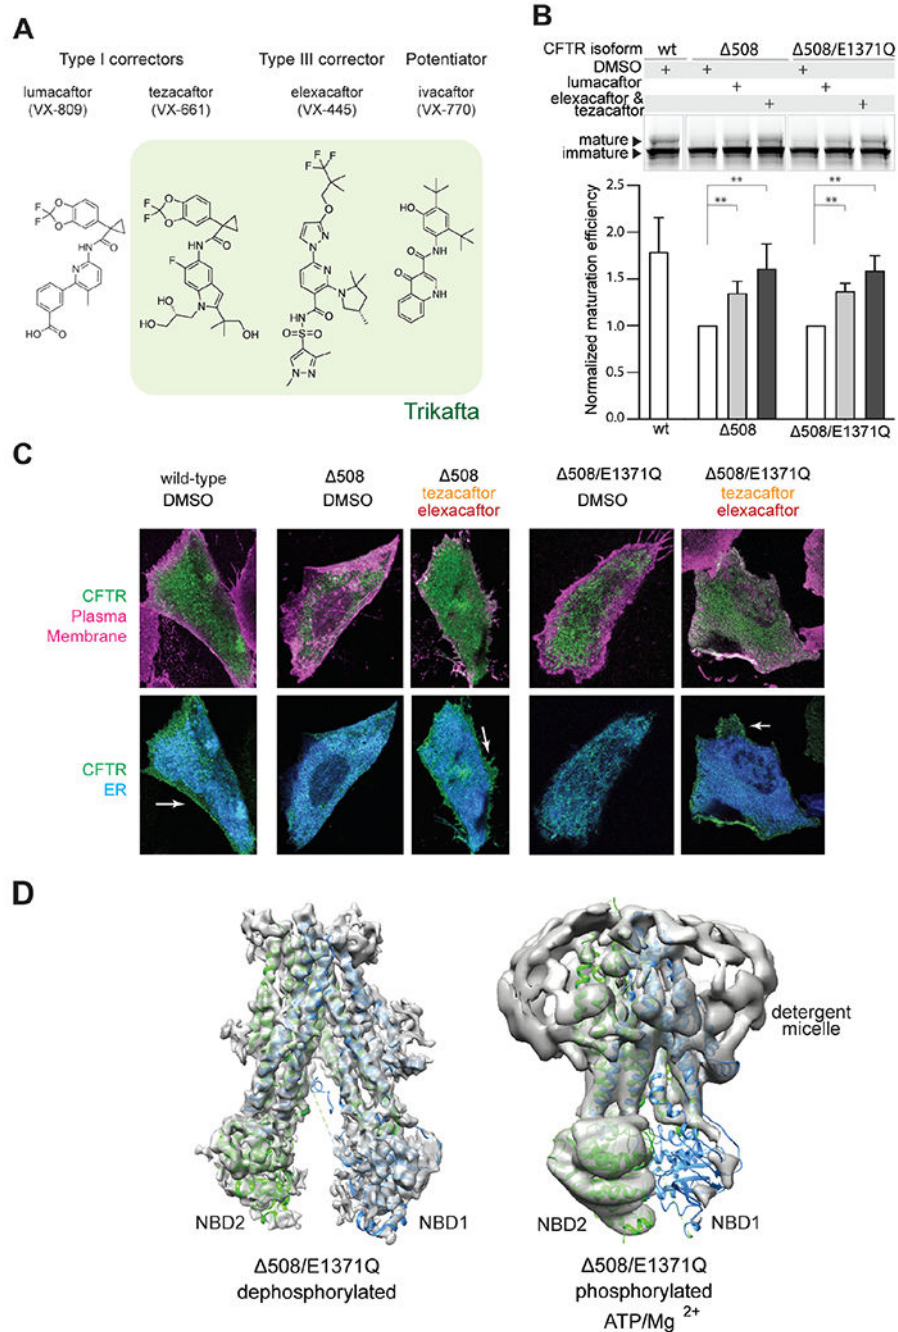 A
Type I correctors
Type III corrector
Potentiator
lumacaftor
(VX-809)
tezacaftor
(VX-661)
elexacaftor
(VX-445)
ivacaftor
(VX-770)
Trikafta
B
CFTR isoform wt Δ508 Δ508/E1371Q
DMSO + + +
lumacaftor + +
elexacaftor &
tezacaftor + +
mature
immature
Normalized maturation efficiency
2.5
2.0
1.5
1.0
0.5
0.0
**
**
**
**
wt Δ508 Δ508/E1371Q
C
wild-type
DMSO
Δ508
DMSO
Δ508
tezacaftor
elexacaftor
Δ508/E1371Q
DMSO
Δ508/E1371Q
tezacaftor
elexacaftor
CFTR
Plasma
Membrane
CFTR
ER
D
detergent
micelle
NBD2
NBD1
NBD2
NBD1
Δ508/E1371Q
dephosphorylated
Δ508/E1371Q
phosphorylated
ATP/Mg 2+